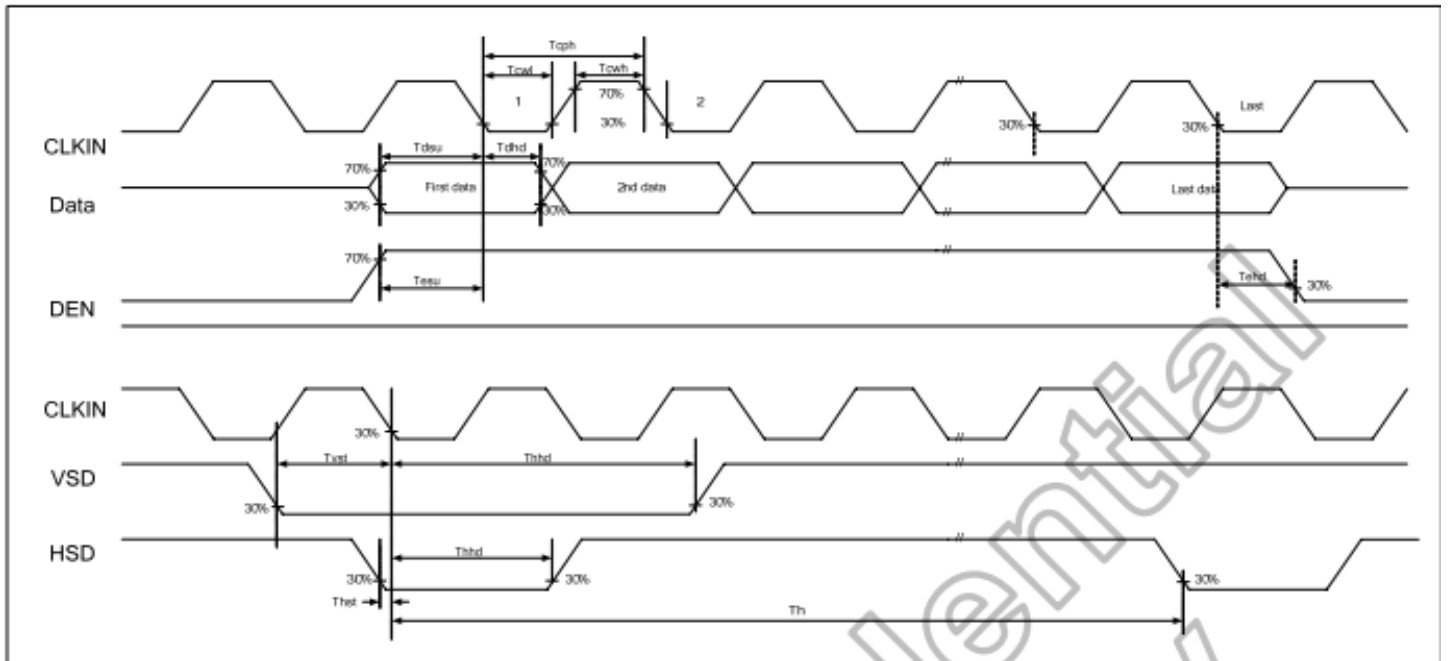 Tcph
Tcwl
Tcwh
1
70%
2
Last
30%
30%
30%
CLKIN
Tdsu
Tdhd
70%
70%
First data
2nd data
Last data
Data
30%
30%
70%
DEN
Tesu
Tehd
30%
CLKIN
30%
Tvst
Thhd
VSD
30%
30%
HSD
Thhd
30%
30%
30%
Thst
Th
dential